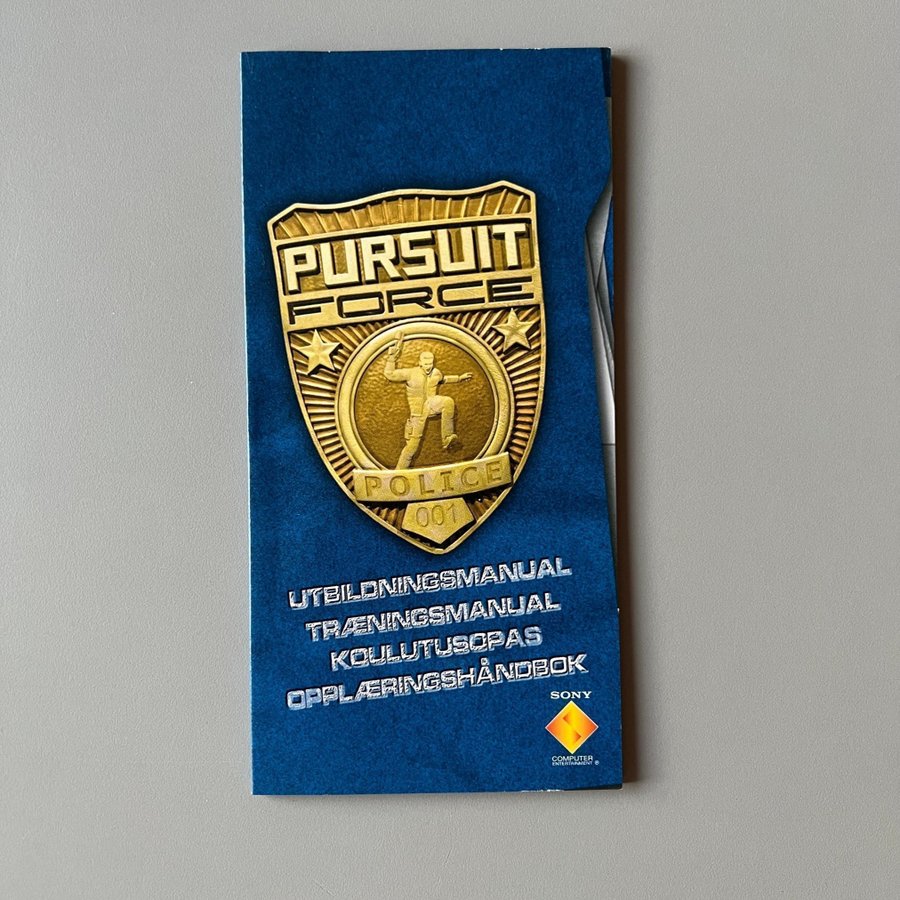 PURSUIT
FORCE
POLICE
001
UTBILDNINGSMANUAL
TRÆNINGSMANUAL
KOULUTUSOPAS
OPPLÆRINGSHÅNDBOK
SONY
COMPUTER
ENTERTAINMENT ®